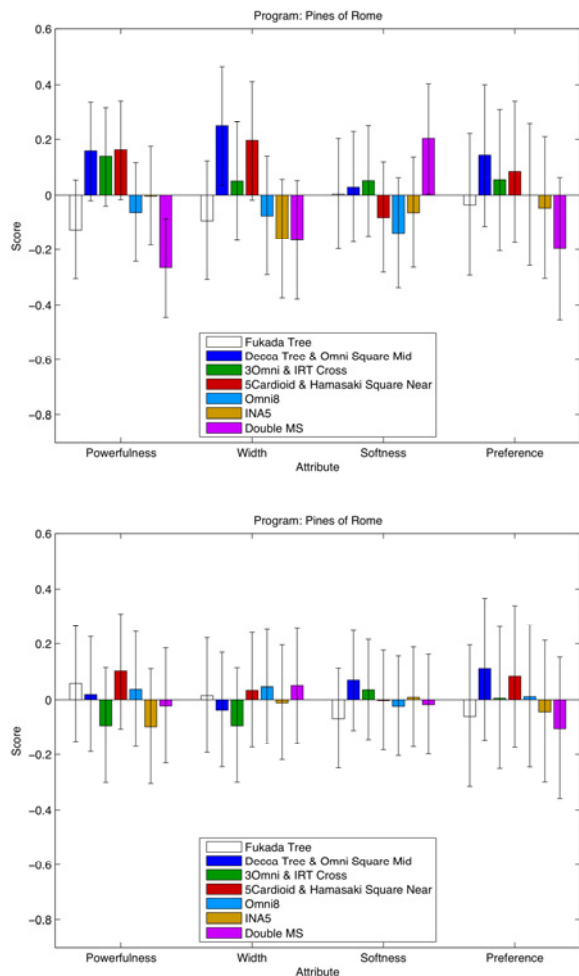 Program: Pines of Rome
0.6
0.4
0.2
0
−0.2
−0.4
−0.6
−0.8
Score
Fukada Tree
Decca Tree & Omni Square Mid
3Omni & IRT Cross
5Cardioid & Hamasaki Square Near
Omni8
INA5
Double MS
Powerfulness Width Softness Preference
Attribute
Program: Pines of Rome
0.6
0.4
0.2
0
−0.2
−0.4
−0.6
−0.8
Score
Fukada Tree
Decca Tree & Omni Square Mid
3Omni & IRT Cross
5Cardioid & Hamasaki Square Near
Omni8
INA5
Double MS
Powerfulness Width Softness Preference
Attribute